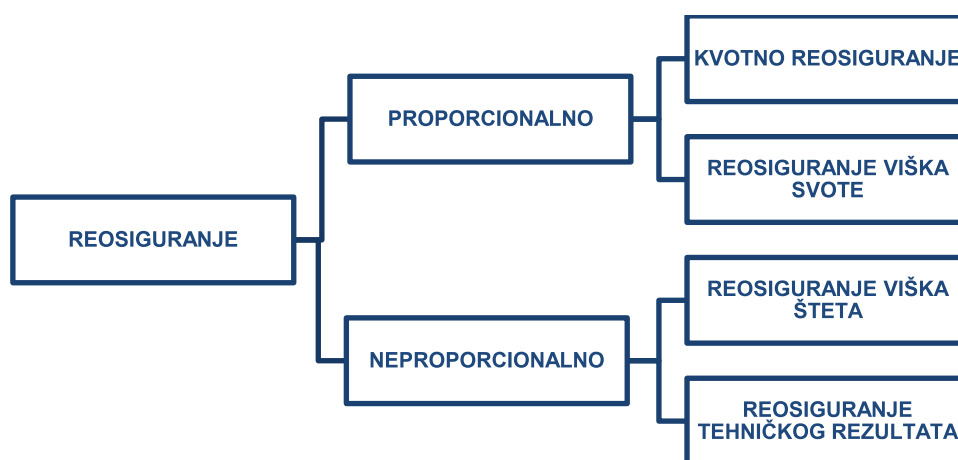 KVOTNO REOSIGURANJE
PROPORCIONALNO
REOSIGURANJE VIŠKA
SVOTE
REOSIGURANJE
REOSIGURANJE VIŠKA
ŠTETA
NEPROPORCIONALNO
REOSIGURANJE
TEHNIČKOG REZULTATA